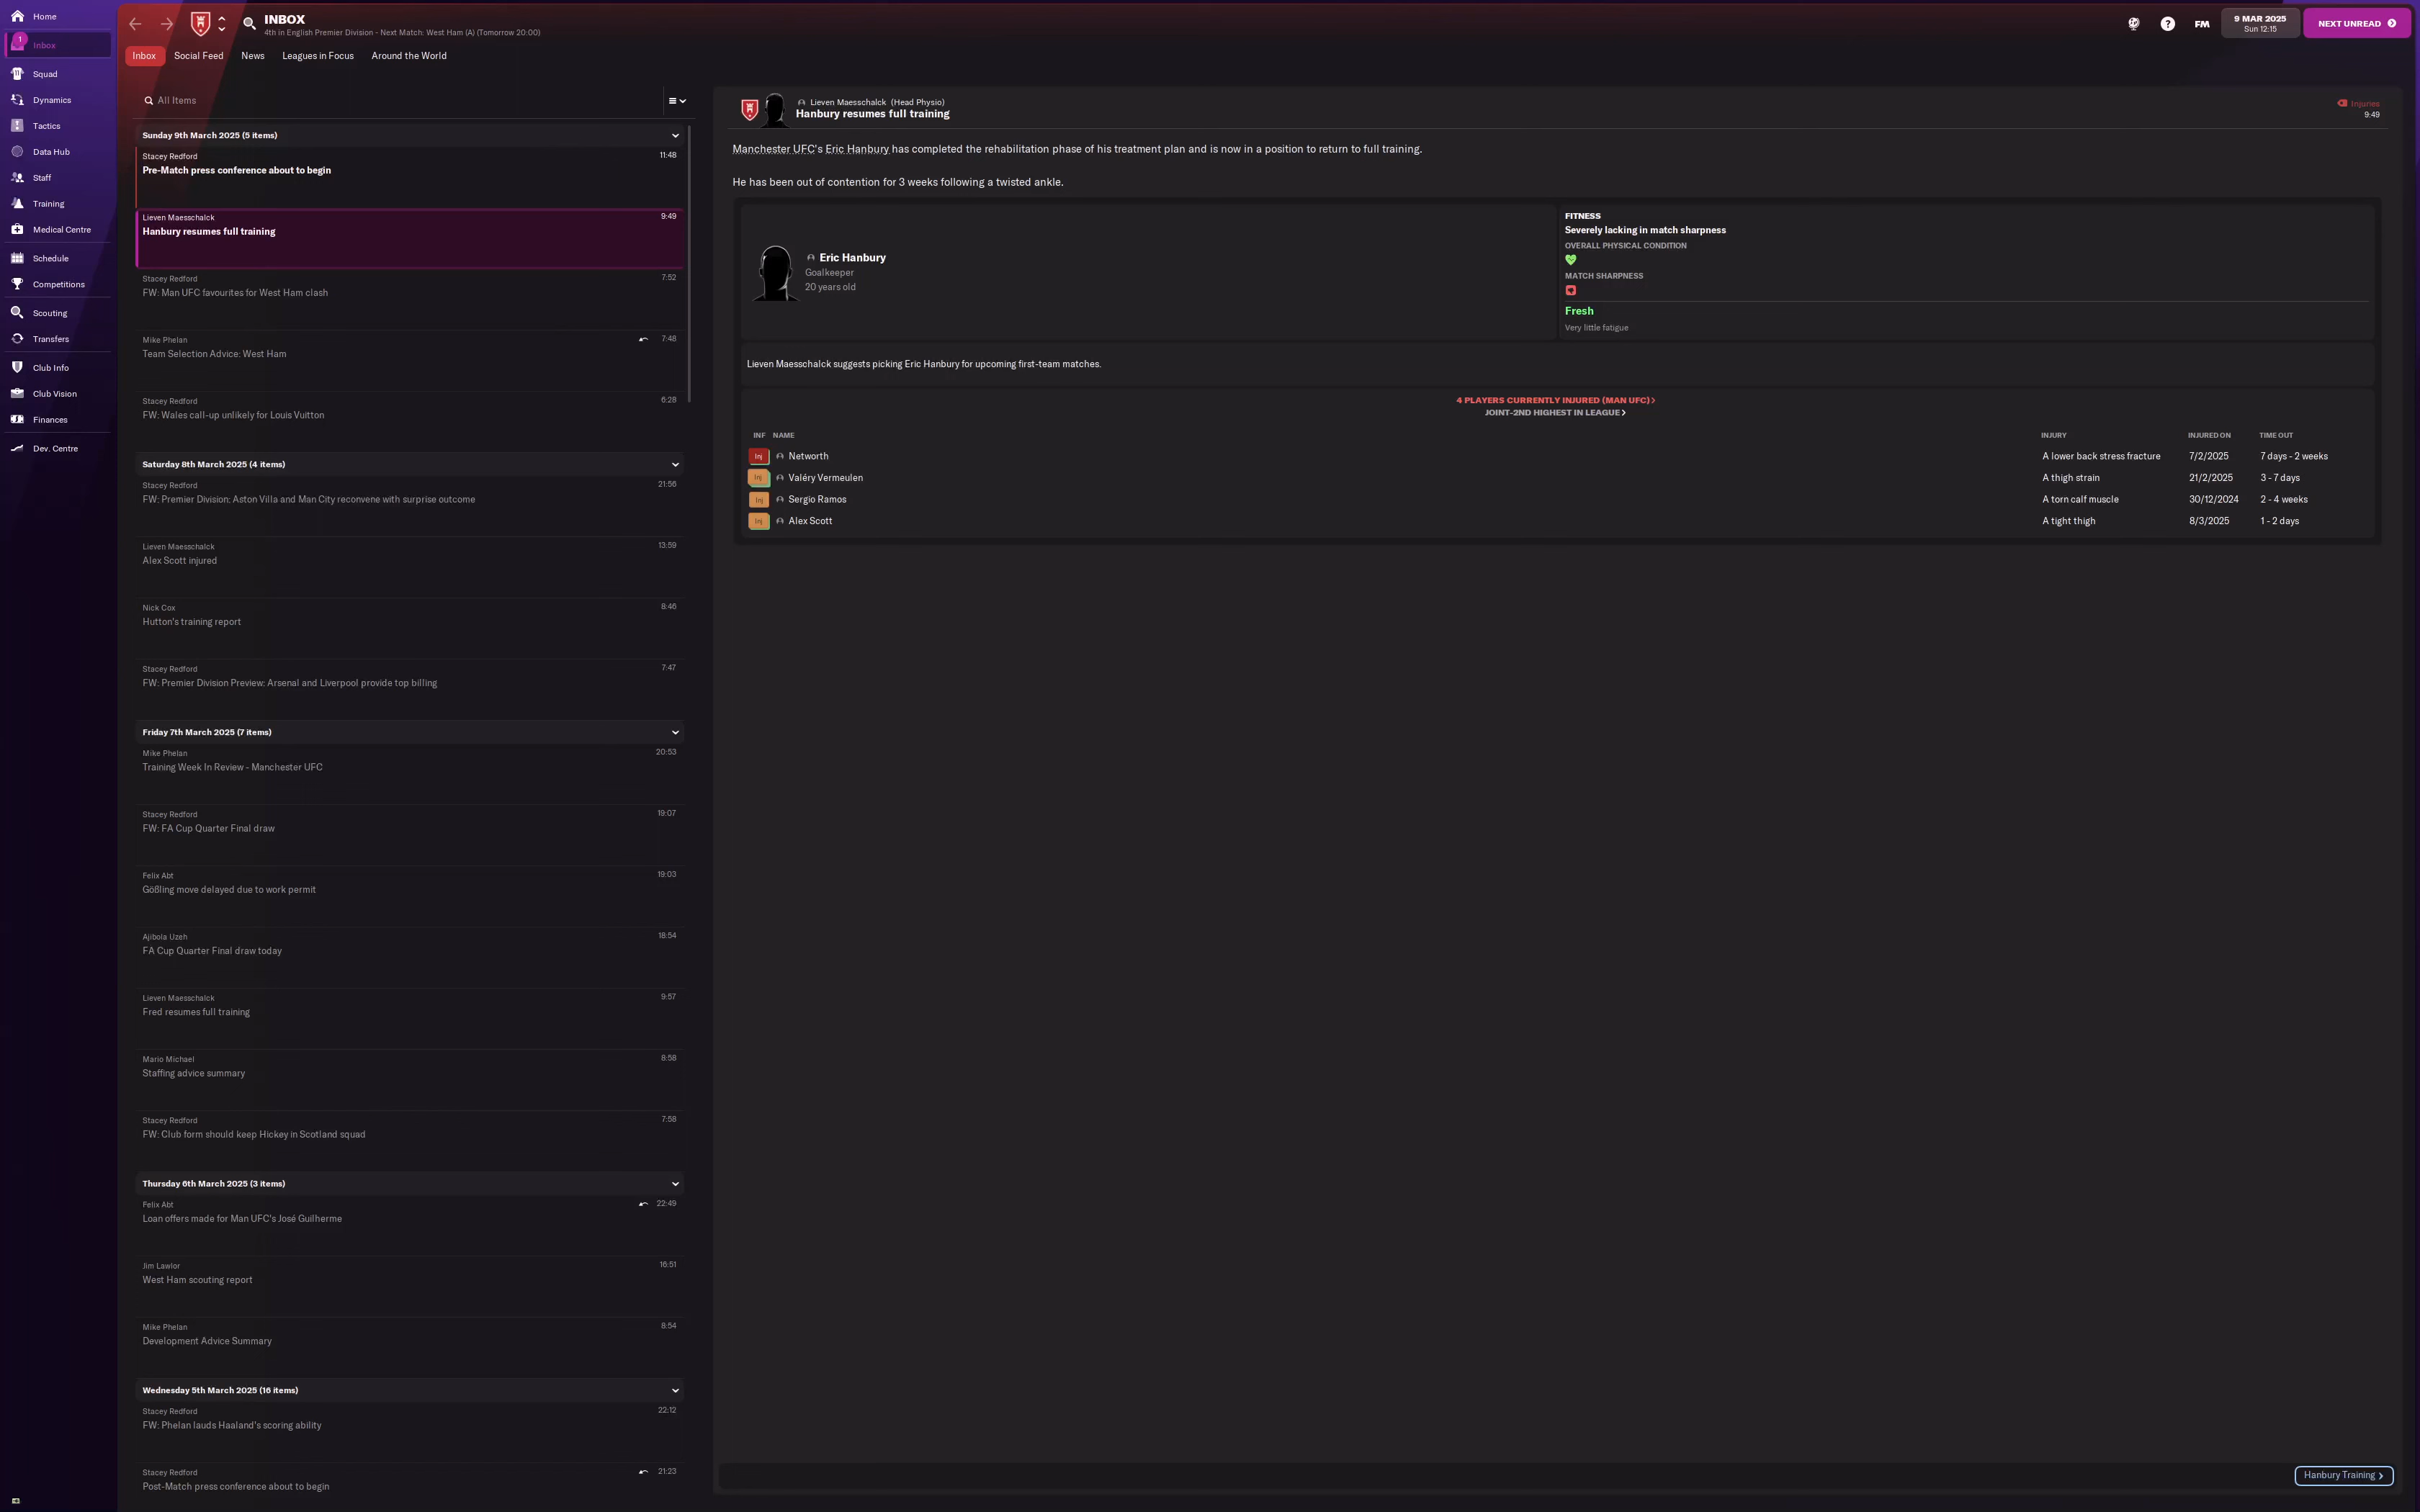 Home
1
Inbox
Squad
Dynamics
Tactics
Data Hub
Staff
Training
Medical Centre
Schedule
Competitions
Scouting
Transfers
Club Info
Club Vision
Finances
Dev. Centre
INBOX
4th in English Premier Division - Next Match: West Ham (A) (Tomorrow 20:00)
?
FM
9 MAR 2025
Sun 12:15
NEXT UNREAD
Inbox Social Feed News Leagues in Focus Around the World
All Items
Sunday 9th March 2025 (5 items)
Stacey Redford 11:48
Pre-Match press conference about to begin
Lieven Maesschalck 9:49
Hanbury resumes full training
Stacey Redford 7:52
FW: Man UFC favourites for West Ham clash
Mike Phelan 7:48
Team Selection Advice: West Ham
Stacey Redford 6:28
FW: Wales call-up unlikely for Louis Vuitton
Saturday 8th March 2025 (4 items)
Stacey Redford 21:56
FW: Premier Division: Aston Villa and Man City reconvene with surprise outcome
Lieven Maesschalck 13:59
Alex Scott injured
Nick Cox 8:46
Hutton's training report
Stacey Redford 7:47
FW: Premier Division Preview: Arsenal and Liverpool provide top billing
Friday 7th March 2025 (7 items)
Mike Phelan 20:53
Training Week In Review - Manchester UFC
Stacey Redford 19:07
FW: FA Cup Quarter Final draw
Felix Abt 19:03
Gößling move delayed due to work permit
Ajibola Uzeh 18:54
FA Cup Quarter Final draw today
Lieven Maesschalck 9:57
Fred resumes full training
Mario Michael 8:58
Staffing advice summary
Stacey Redford 7:58
FW: Club form should keep Hickey in Scotland squad
Thursday 6th March 2025 (3 items)
Felix Abt 22:49
Loan offers made for Man UFC's José Guilherme
Jim Lawlor 16:51
West Ham scouting report
Mike Phelan 8:54
Development Advice Summary
Wednesday 5th March 2025 (16 items)
Stacey Redford 22:12
FW: Phelan lauds Haaland's scoring ability
Stacey Redford 21:23
Post-Match press conference about to begin
Lieven Maesschalck (Head Physio)
Hanbury resumes full training
Injuries
9:49
Manchester UFC's Eric Hanbury has completed the rehabilitation phase of his treatment plan and is now in a position to return to full training.
He has been out of contention for 3 weeks following a twisted ankle.
Eric Hanbury
Goalkeeper
20 years old
FITNESS
Severely lacking in match sharpness
OVERALL PHYSICAL CONDITION
MATCH SHARPNESS
Fresh
Very little fatigue
Lieven Maesschalck suggests picking Eric Hanbury for upcoming first-team matches.
4 PLAYERS CURRENTLY INJURED (MAN UFC)
JOINT-2ND HIGHEST IN LEAGUE
INF NAME INJURY INJURED ON TIME OUT
Inj Networth A lower back stress fracture 7/2/2025 7 days - 2 weeks
Inj Valéry Vermeulen A thigh strain 21/2/2025 3 - 7 days
Inj Sergio Ramos A torn calf muscle 30/12/2024 2 - 4 weeks
Inj Alex Scott A tight thigh 8/3/2025 1 - 2 days
Hanbury Training